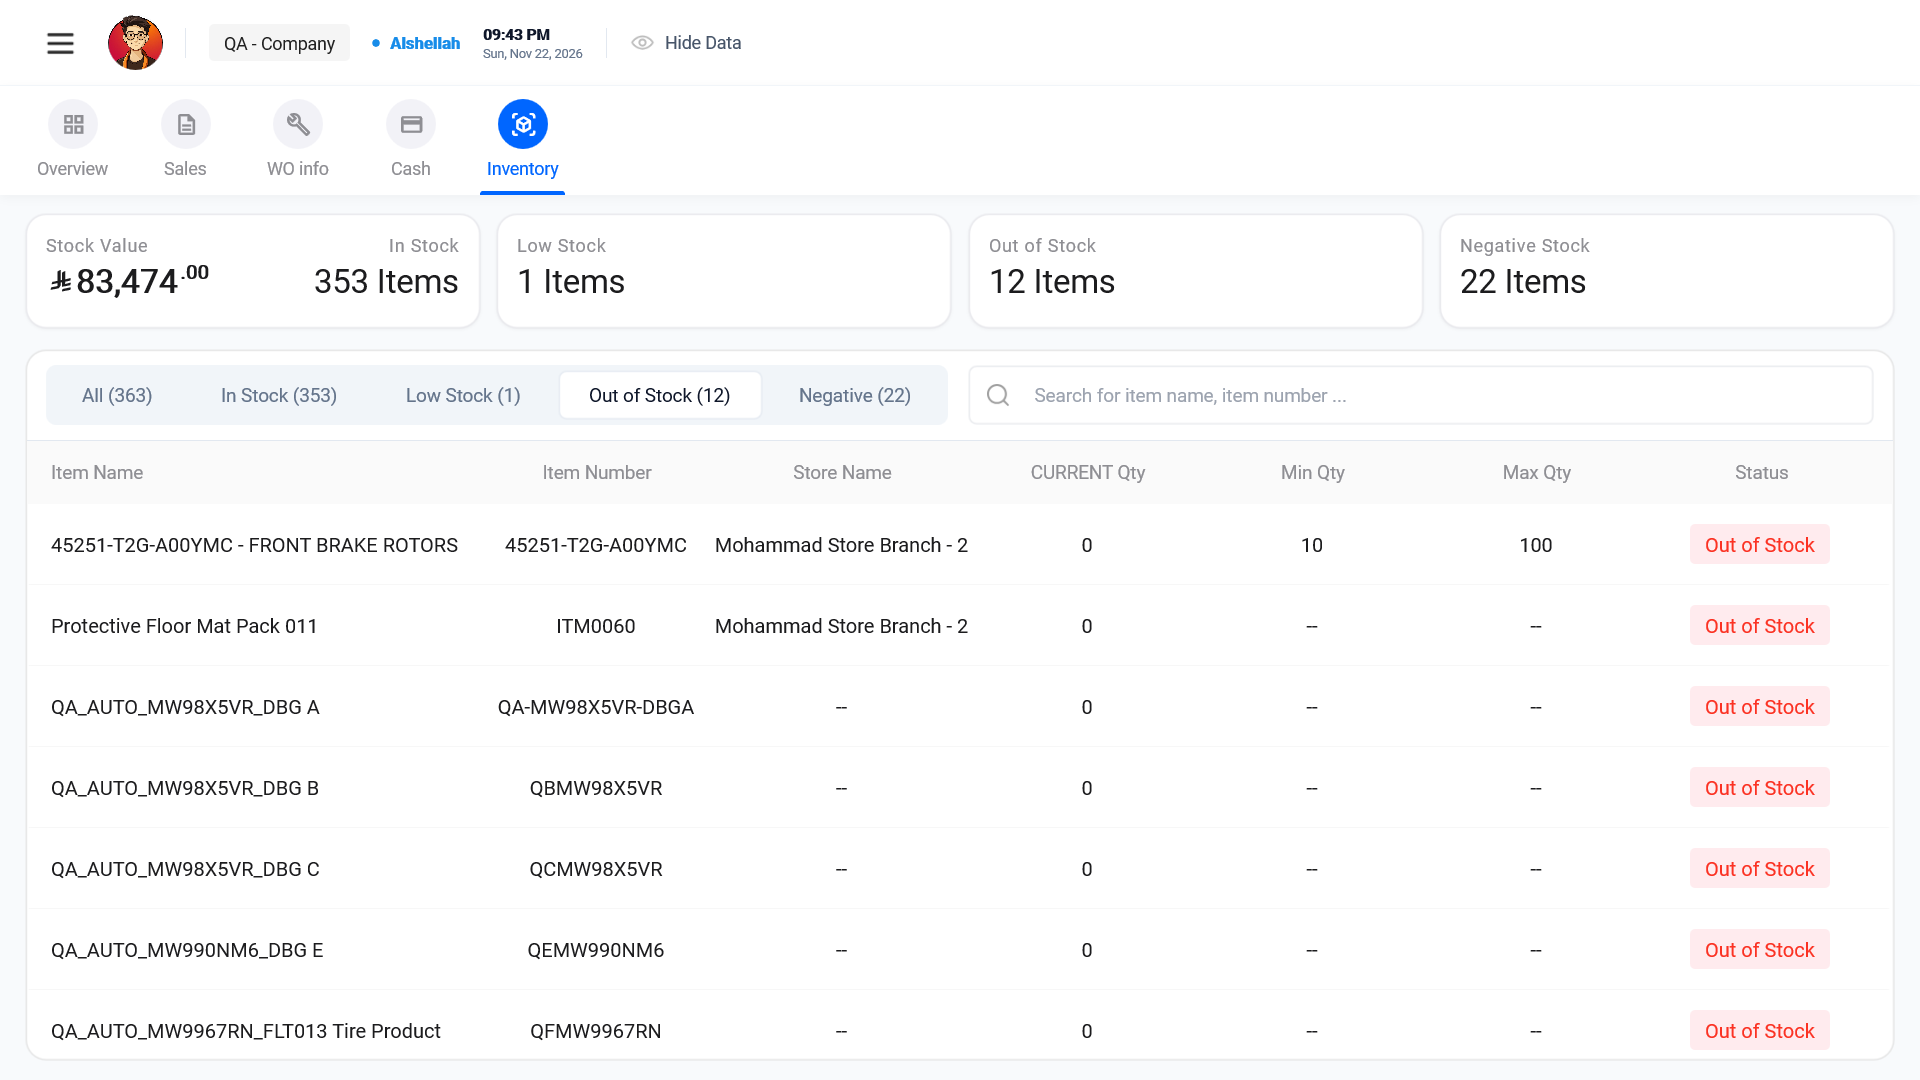 QA - Company
Alshellah
09:43 PM
Sun, Nov 22, 2026
Hide Data
Overview
Sales
WO info
Cash
Inventory
Stock Value
In Stock
83,474.00
353 Items
Low Stock
1 Items
Out of Stock
12 Items
Negative Stock
22 Items
All (363)
In Stock (353)
Low Stock (1)
Out of Stock (12)
Negative (22)
Search for item name, item number ...
Item Name Item Number Store Name CURRENT Qty Min Qty Max Qty Status
45251-T2G-A00YMC - FRONT BRAKE ROTORS 45251-T2G-A00YMC Mohammad Store Branch - 2 0 10 100 Out of Stock
Protective Floor Mat Pack 011 ITM0060 Mohammad Store Branch - 2 0 -- -- Out of Stock
QA_AUTO_MW98X5VR_DBG A QA-MW98X5VR-DBGA -- 0 -- -- Out of Stock
QA_AUTO_MW98X5VR_DBG B QBMW98X5VR -- 0 -- -- Out of Stock
QA_AUTO_MW98X5VR_DBG C QCMW98X5VR -- 0 -- -- Out of Stock
QA_AUTO_MW990NM6_DBG E QEMW990NM6 -- 0 -- -- Out of Stock
QA_AUTO_MW9967RN_FLT013 Tire Product QFMW9967RN -- 0 -- -- Out of Stock